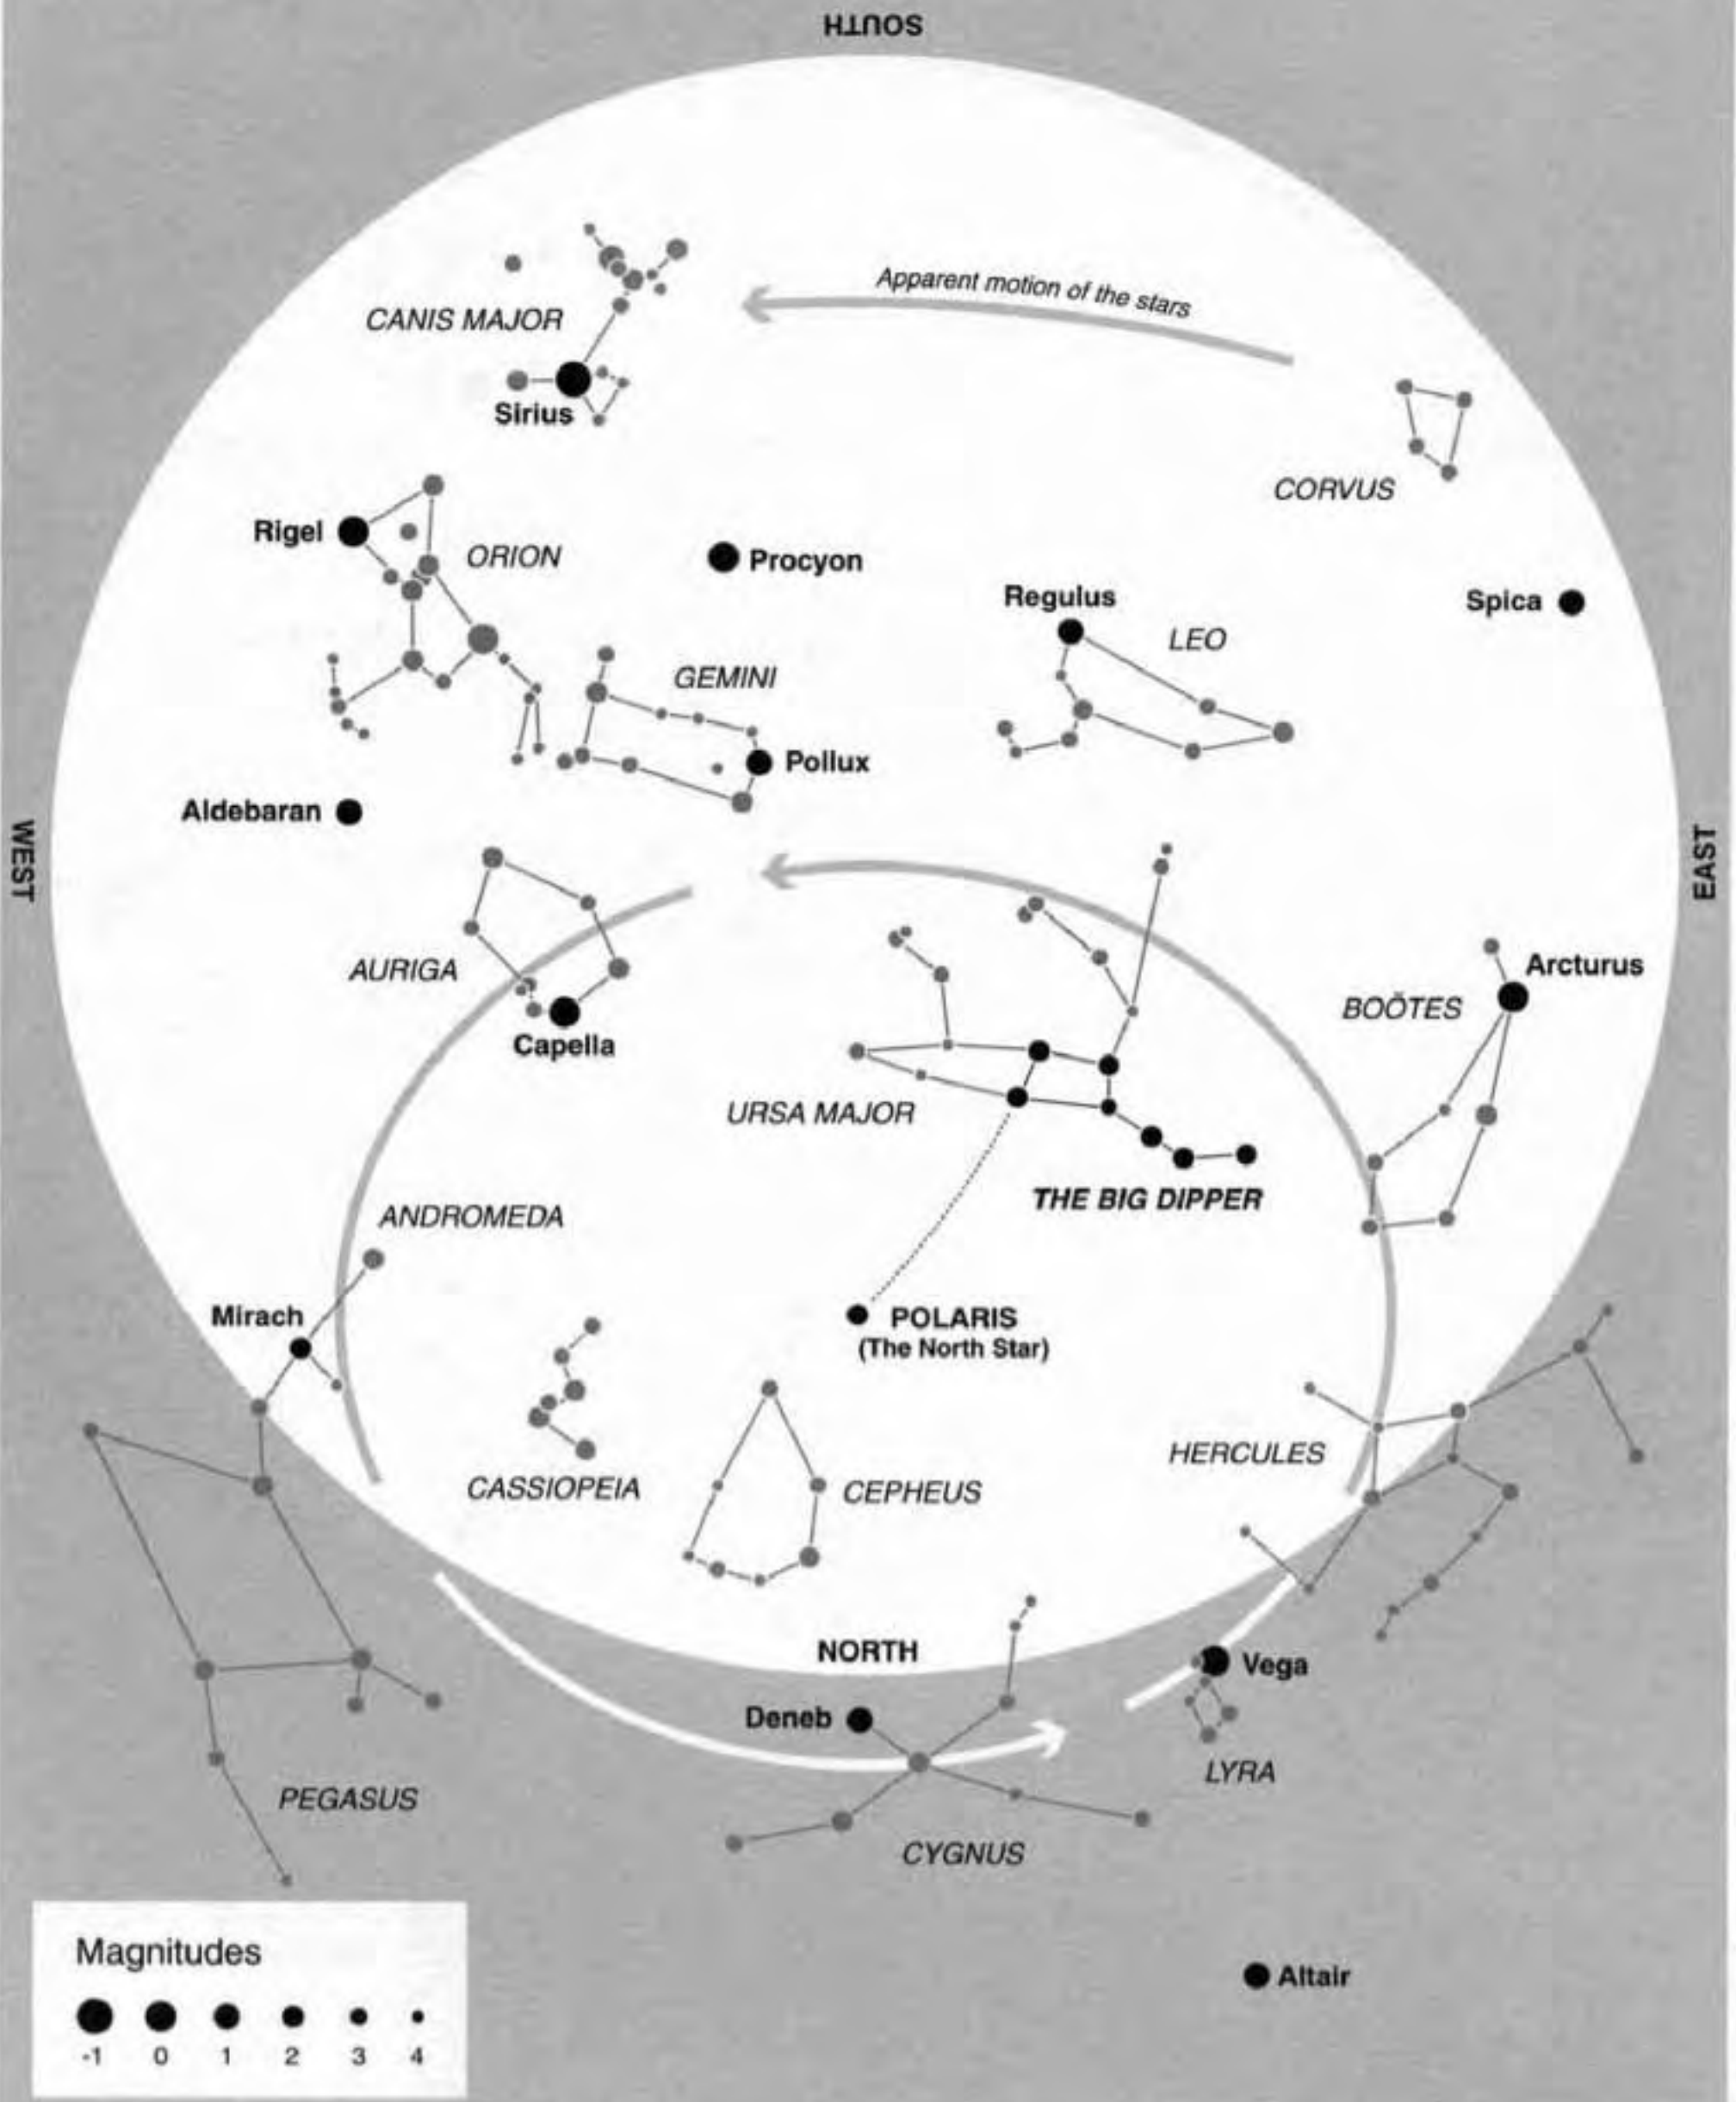 SOUTH
Apparent motion of the stars
CANIS MAJOR
Sirius
CORVUS
Rigel
ORION
Procyon
Regulus
Spica
LEO
GEMINI
Pollux
Aldebaran
WEST
EAST
AURIGA
Capella
Arcturus
BOÖTES
URSA MAJOR
THE BIG DIPPER
ANDROMEDA
Mirach
POLARIS
(The North Star)
HERCULES
CASSIOPEIA
CEPHEUS
NORTH
Vega
Deneb
LYRA
PEGASUS
CYGNUS
Magnitudes
-1 0 1 2 3 4
Altair